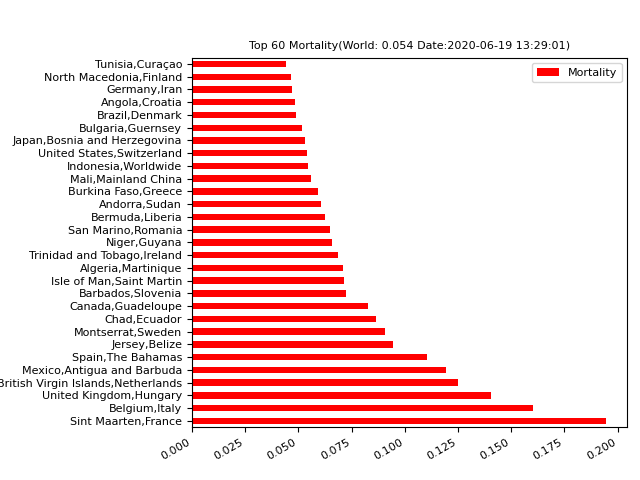 Top 60 Mortality(World: 0.054 Date:2020-06-19 13:29:01)
Mortality
Tunisia,Curaçao
North Macedonia,Finland
Germany,Iran
Angola,Croatia
Brazil,Denmark
Bulgaria,Guernsey
Japan,Bosnia and Herzegovina
United States,Switzerland
Indonesia,Worldwide
Mali,Mainland China
Burkina Faso,Greece
Andorra,Sudan
Bermuda,Liberia
San Marino,Romania
Niger,Guyana
Trinidad and Tobago,Ireland
Algeria,Martinique
Isle of Man,Saint Martin
Barbados,Slovenia
Canada,Guadeloupe
Chad,Ecuador
Montserrat,Sweden
Jersey,Belize
Spain,The Bahamas
Mexico,Antigua and Barbuda
British Virgin Islands,Netherlands
United Kingdom,Hungary
Belgium,Italy
Sint Maarten,France
0.000 0.025 0.050 0.075 0.100 0.125 0.150 0.175 0.200